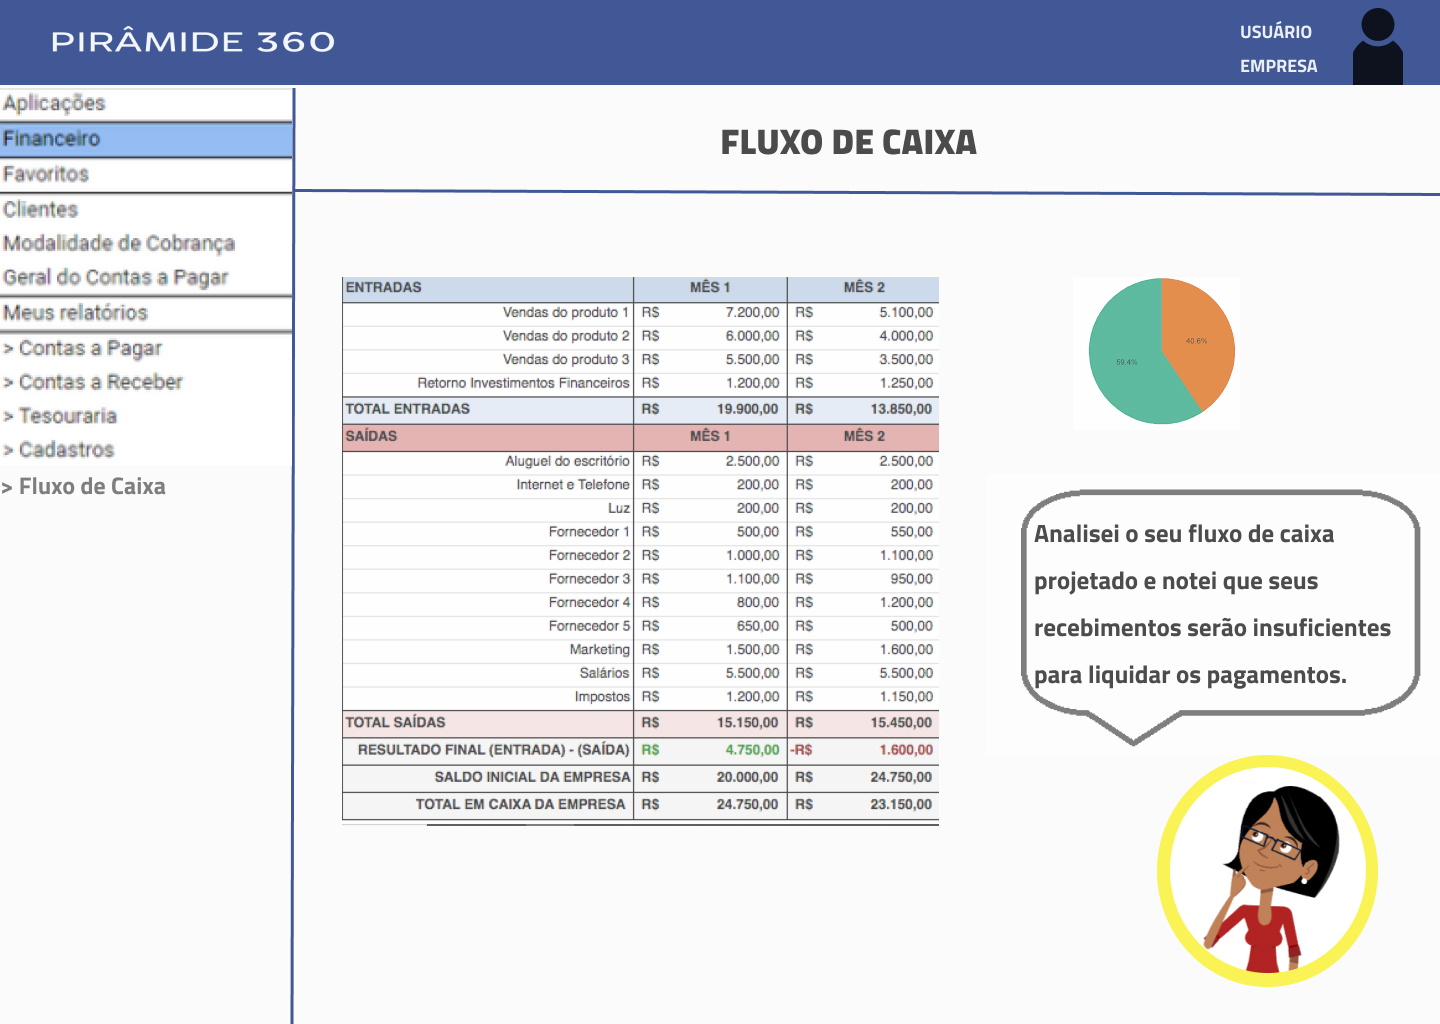 PIRÂMIDE 360
USUÁRIO
EMPRESA
Aplicações
Financeiro
Favoritos
Clientes
Modalidade de Cobrança
Geral do Contas a Pagar
Meus relatórios
> Contas a Pagar
> Contas a Receber
> Tesouraria
> Cadastros
> Fluxo de Caixa
FLUXO DE CAIXA
ENTRADAS MÊS 1 MÊS 2
Vendas do produto 1 R$ 7.200,00 R$ 5.100,00
Vendas do produto 2 R$ 6.000,00 R$ 4.000,00
Vendas do produto 3 R$ 5.500,00 R$ 3.500,00
Retorno Investimentos Financeiros R$ 1.200,00 R$ 1.250,00
TOTAL ENTRADAS R$ 19.900,00 R$ 13.850,00
SAÍDAS MÊS 1 MÊS 2
Aluguel do escritório R$ 2.500,00 R$ 2.500,00
Internet e Telefone R$ 200,00 R$ 200,00
Luz R$ 200,00 R$ 200,00
Fornecedor 1 R$ 500,00 R$ 550,00
Fornecedor 2 R$ 1.000,00 R$ 1.100,00
Fornecedor 3 R$ 1.100,00 R$ 950,00
Fornecedor 4 R$ 800,00 R$ 1.200,00
Fornecedor 5 R$ 650,00 R$ 500,00
Marketing R$ 1.500,00 R$ 1.600,00
Salários R$ 5.500,00 R$ 5.500,00
Impostos R$ 1.200,00 R$ 1.150,00
TOTAL SAÍDAS R$ 15.150,00 R$ 15.450,00
RESULTADO FINAL (ENTRADA) - (SAÍDA) R$ 4.750,00 -R$ 1.600,00
SALDO INICIAL DA EMPRESA R$ 20.000,00 R$ 24.750,00
TOTAL EM CAIXA DA EMPRESA R$ 24.750,00 R$ 23.150,00
40.6%
59.4%
Analisei o seu fluxo de caixa
projetado e notei que seus
recebimentos serão insuficientes
para liquidar os pagamentos.